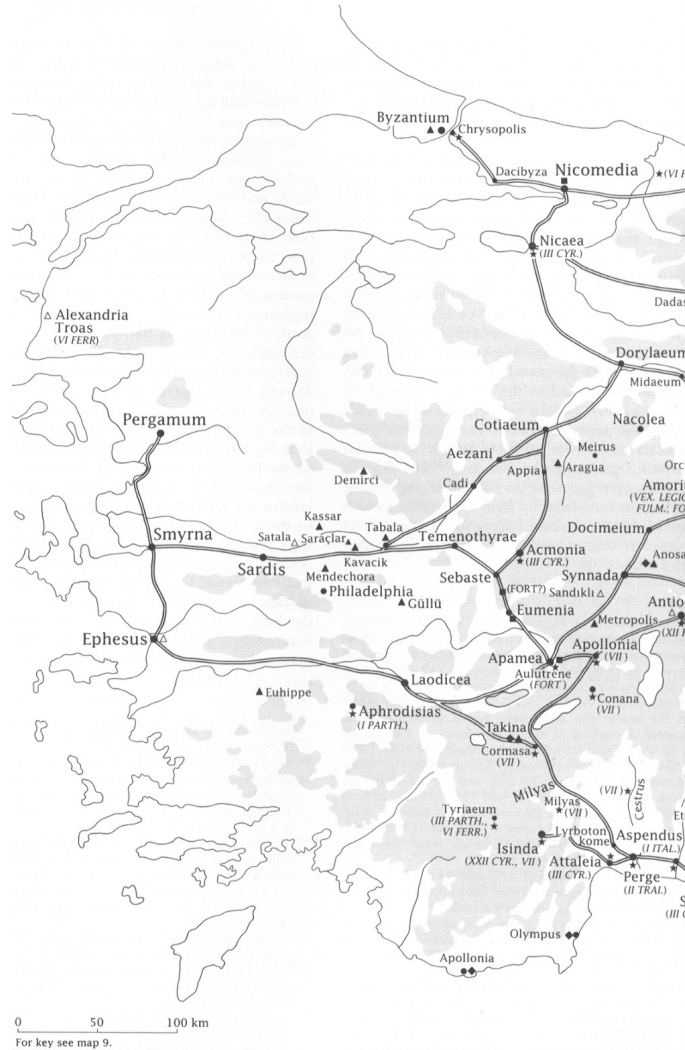 Byzantium
Chrysopolis
Dacibyza
Nicomedia
(VI F
Nicaea
(III CYR.)
Dadas
Alexandria
Troas
(VI FERR)
Dorylaeum
Midaeum
Pergamum
Cotiaeum
Nacolea
Aezani
Meirus
Appia
Aragua
Orc
Demirci
Cadi
Amori
(VEX. LEGIO
FULM.; FO
Kassar
Tabala
Docimeium
Smyrna
Satala
Saraçlar
Temenothyrae
Kavacik
Acmonia
(III CYR.)
Anosa
Sardis
Mendechora
Sebaste
Synnada
Philadelphia
(FORT?)
Sandıklı
Güllü
Eumenia
Antio
(XII F
Metropolis
Ephesus
Apamea
Apollonia
(VII)
Aulutrene
(FORT)
Laodicea
Euhippe
Conana
(VII)
Aphrodisias
(I PARTH.)
Takina
Cormasa
(VII)
Milyas
Milyas
(VII)
(VII)
Cestrus
Tyriaeum
(III PARTH.,
VI FERR.)
Lyrboton
kome
Aspendus
(I ITAL.)
Isinda
(XXII CYR., VII)
Attaleia
(III CYR.)
Perge
(II TRAI.)
(III C
Olympus
Apollonia
0 50 100 km
For key see map 9.